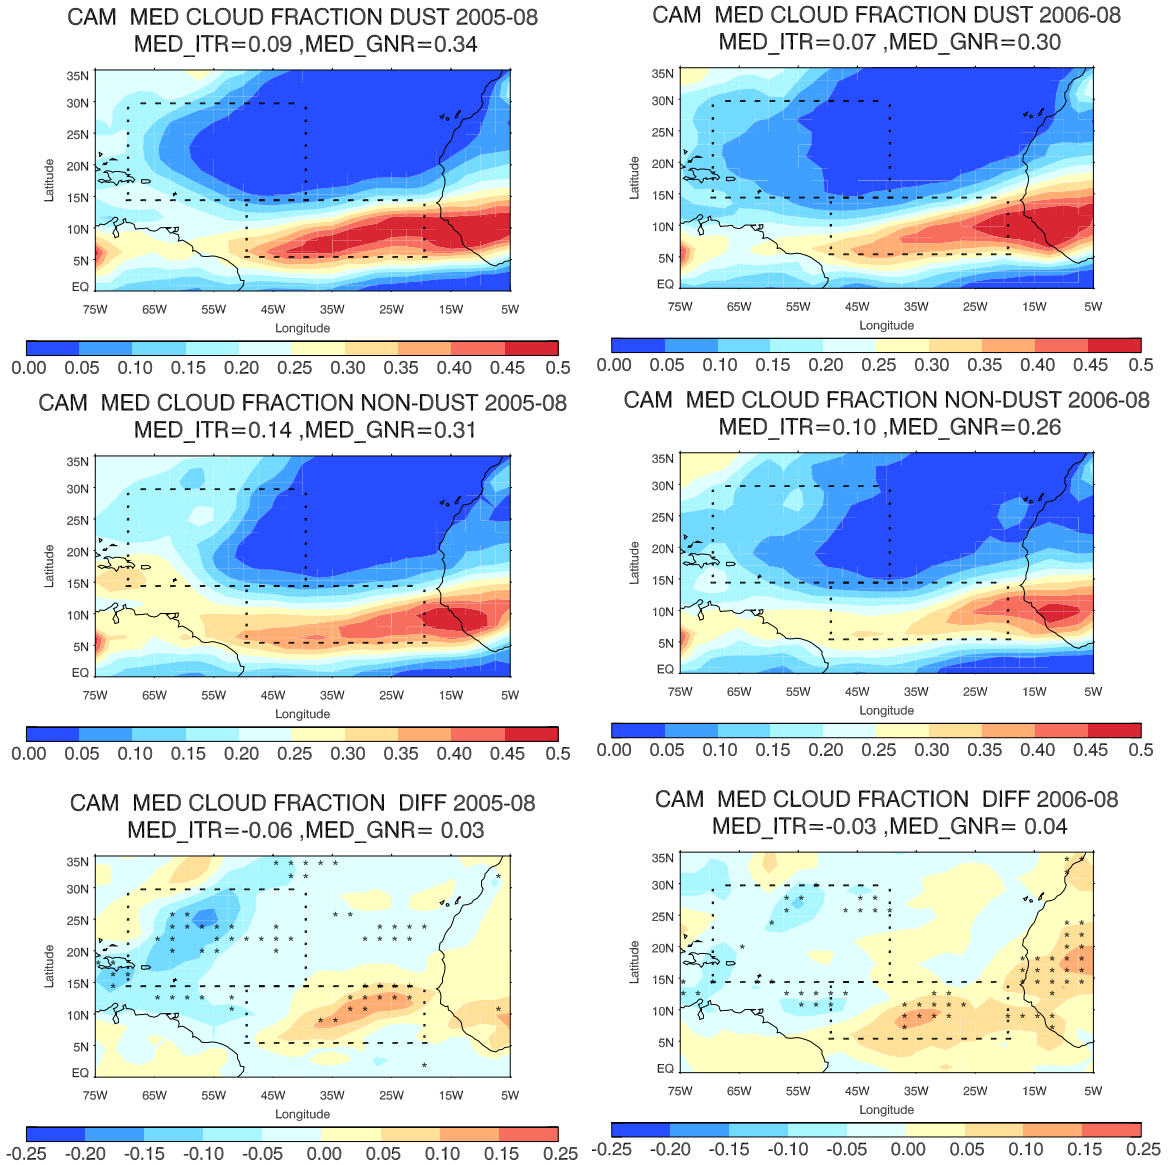 CAM  MED CLOUD FRACTION DUST 2005-08
MED_ITR=0.09 ,MED_GNR=0.34
35N
30N
25N
20N
15N
10N
5N
EQ
Latitude
75W 65W 55W 45W 35W 25W 15W 5W
Longitude
0.00 0.05 0.10 0.15 0.20 0.25 0.30 0.35 0.40 0.45 0.5
CAM  MED CLOUD FRACTION DUST 2006-08
MED_ITR=0.07 ,MED_GNR=0.30
35N
30N
25N
20N
15N
10N
5N
EQ
Latitude
75W 65W 55W 45W 35W 25W 15W 5W
Longitude
0.00 0.05 0.10 0.15 0.20 0.25 0.30 0.35 0.40 0.45 0.5
CAM  MED CLOUD FRACTION NON-DUST 2005-08
MED_ITR=0.14 ,MED_GNR=0.31
35N
30N
25N
20N
15N
10N
5N
EQ
Latitude
75W 65W 55W 45W 35W 25W 15W 5W
Longitude
0.00 0.05 0.10 0.15 0.20 0.25 0.30 0.35 0.40 0.45 0.5
CAM  MED CLOUD FRACTION NON-DUST 2006-08
MED_ITR=0.10 ,MED_GNR=0.26
35N
30N
25N
20N
15N
10N
5N
EQ
Latitude
75W 65W 55W 45W 35W 25W 15W 5W
Longitude
0.00 0.05 0.10 0.15 0.20 0.25 0.30 0.35 0.40 0.45 0.5
CAM  MED CLOUD FRACTION  DIFF 2005-08
MED_ITR=-0.06 ,MED_GNR= 0.03
35N
30N
25N
20N
15N
10N
5N
EQ
Latitude
75W 65W 55W 45W 35W 25W 15W 5W
Longitude
-0.25 -0.20 -0.15 -0.10 -0.05 0.00 0.05 0.10 0.20 0.25
CAM  MED CLOUD FRACTION  DIFF 2006-08
MED_ITR=-0.03 ,MED_GNR= 0.04
35N
30N
25N
20N
15N
10N
5N
EQ
Latitude
75W 65W 55W 45W 35W 25W 15W 5W
Longitude
-0.25 -0.20 -0.15 -0.10 -0.05 0.00 0.05 0.10 0.20 0.25